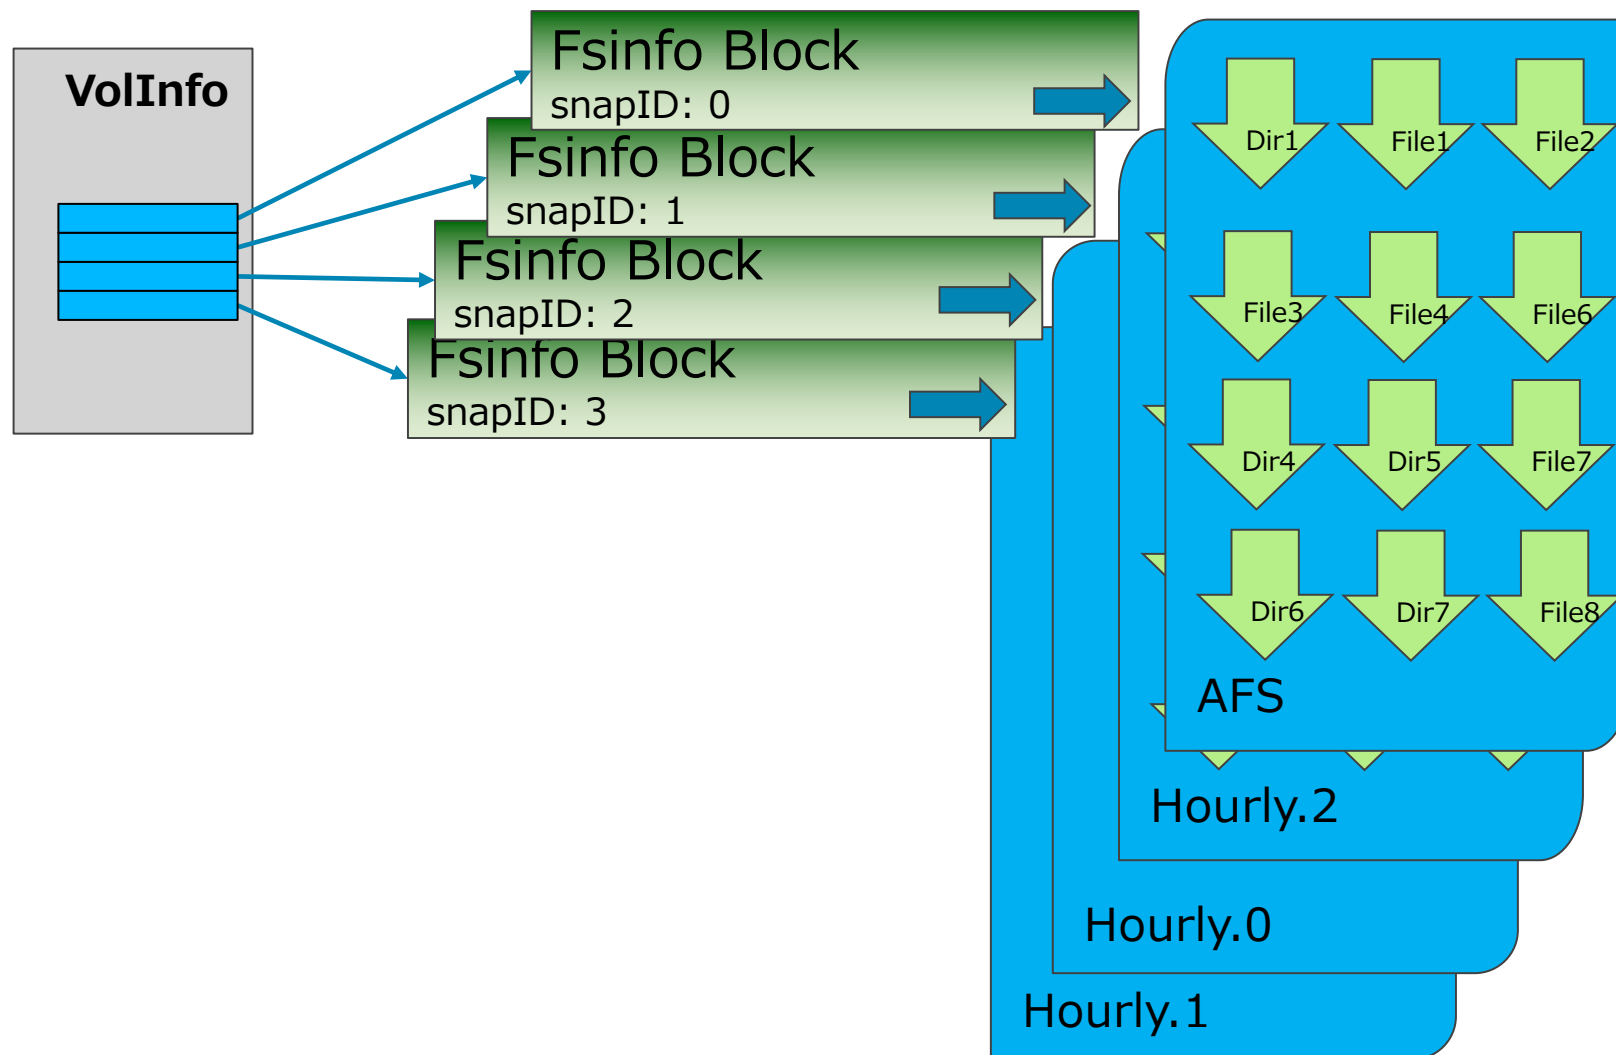 VolInfo
Fsinfo Block
snapID: 0
Fsinfo Block
snapID: 1
Fsinfo Block
snapID: 2
Fsinfo Block
snapID: 3
Dir1 File1 File2
File3 File4 File6
Dir4 Dir5 File7
Dir6 Dir7 File8
AFS
Hourly.2
Hourly.0
Hourly.1